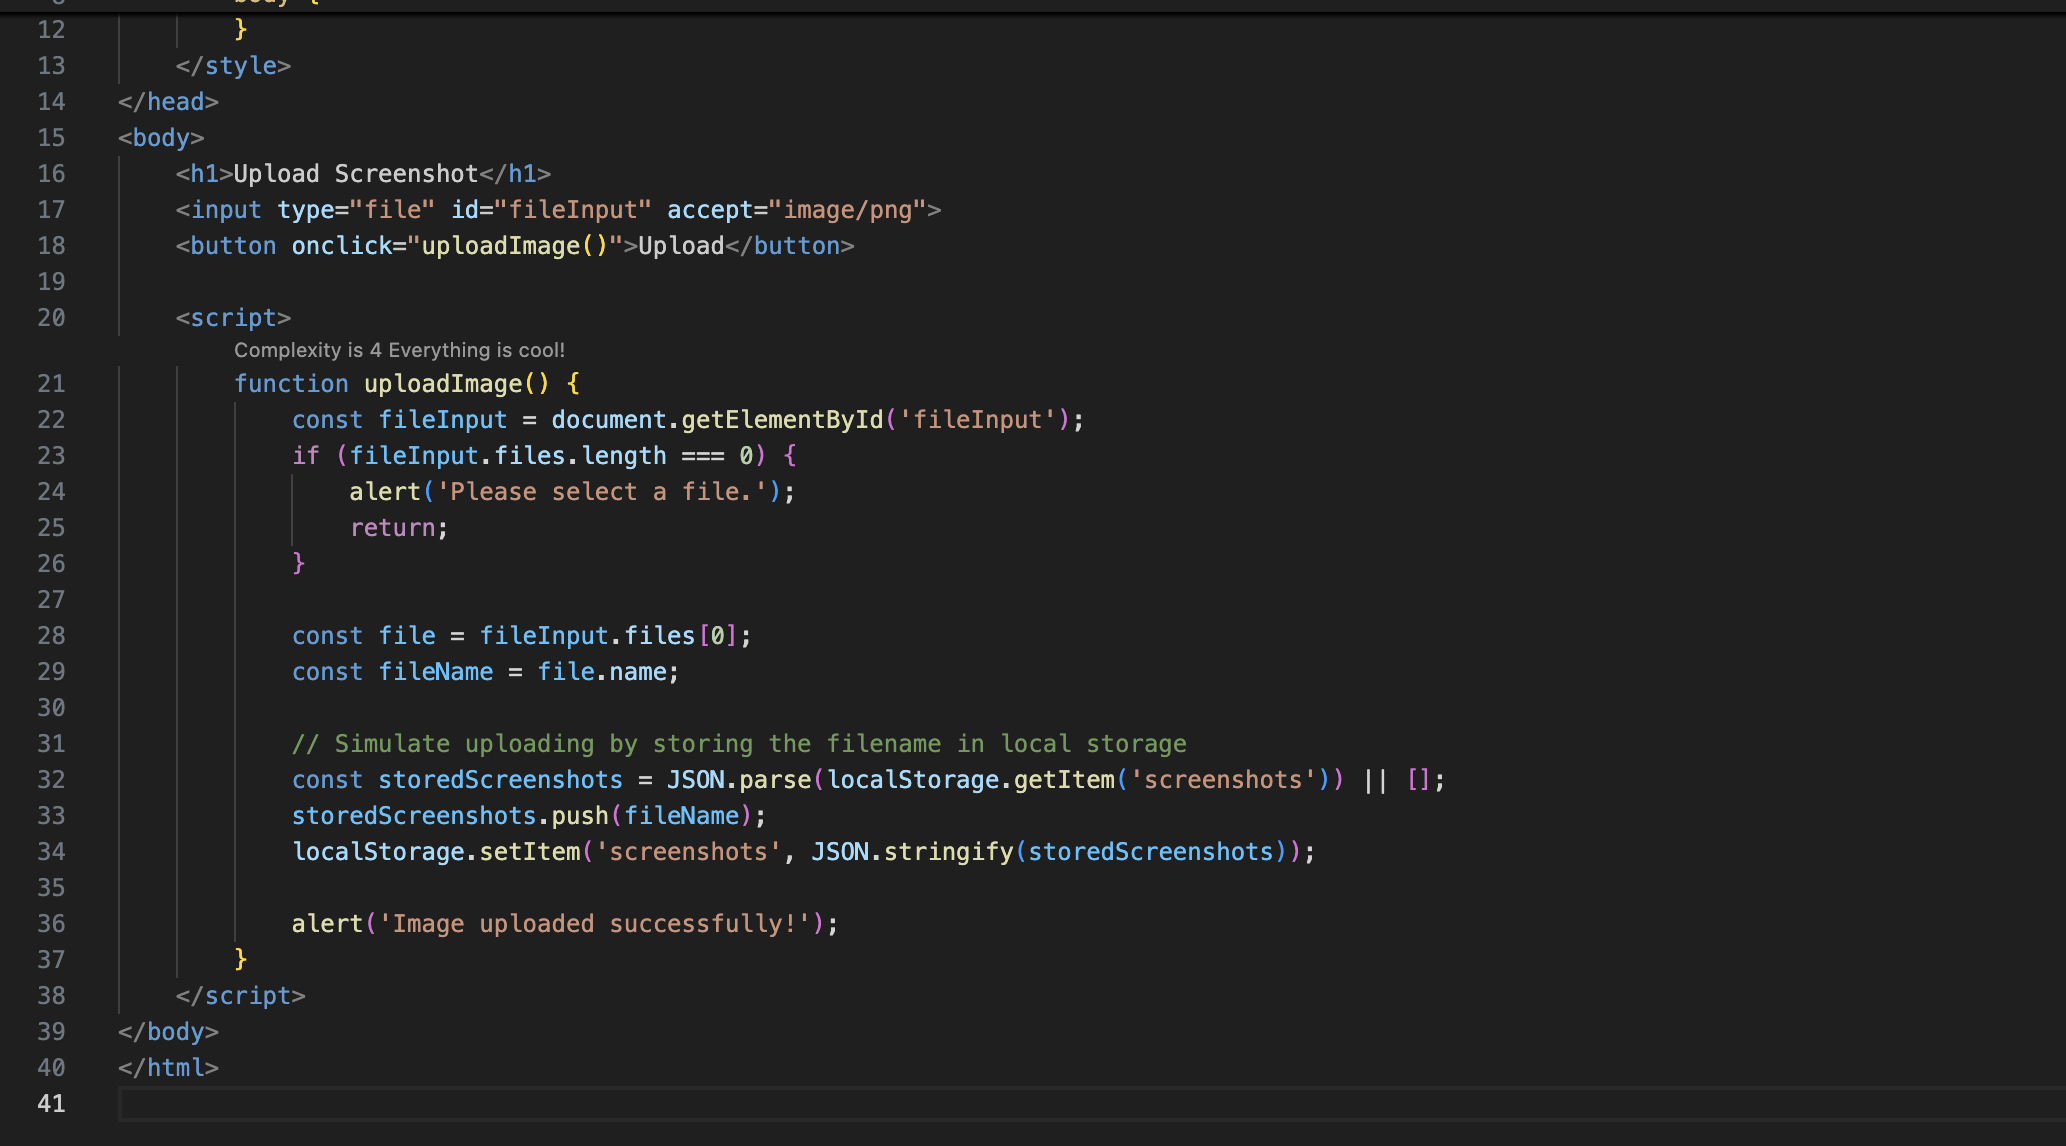 body {
12 }
13 </style>
14 </head>
15 <body>
16 <h1>Upload Screenshot</h1>
17 <input type="file" id="fileInput" accept="image/png">
18 <button onclick="uploadImage()">Upload</button>
19
20 <script>
Complexity is 4 Everything is cool!
21 function uploadImage() {
22 const fileInput = document.getElementById('fileInput');
23 if (fileInput.files.length === 0) {
24 alert('Please select a file.');
25 return;
26 }
27
28 const file = fileInput.files[0];
29 const fileName = file.name;
30
31 // Simulate uploading by storing the filename in local storage
32 const storedScreenshots = JSON.parse(localStorage.getItem('screenshots')) || [];
33 storedScreenshots.push(fileName);
34 localStorage.setItem('screenshots', JSON.stringify(storedScreenshots));
35
36 alert('Image uploaded successfully!');
37 }
38 </script>
39 </body>
40 </html>
41